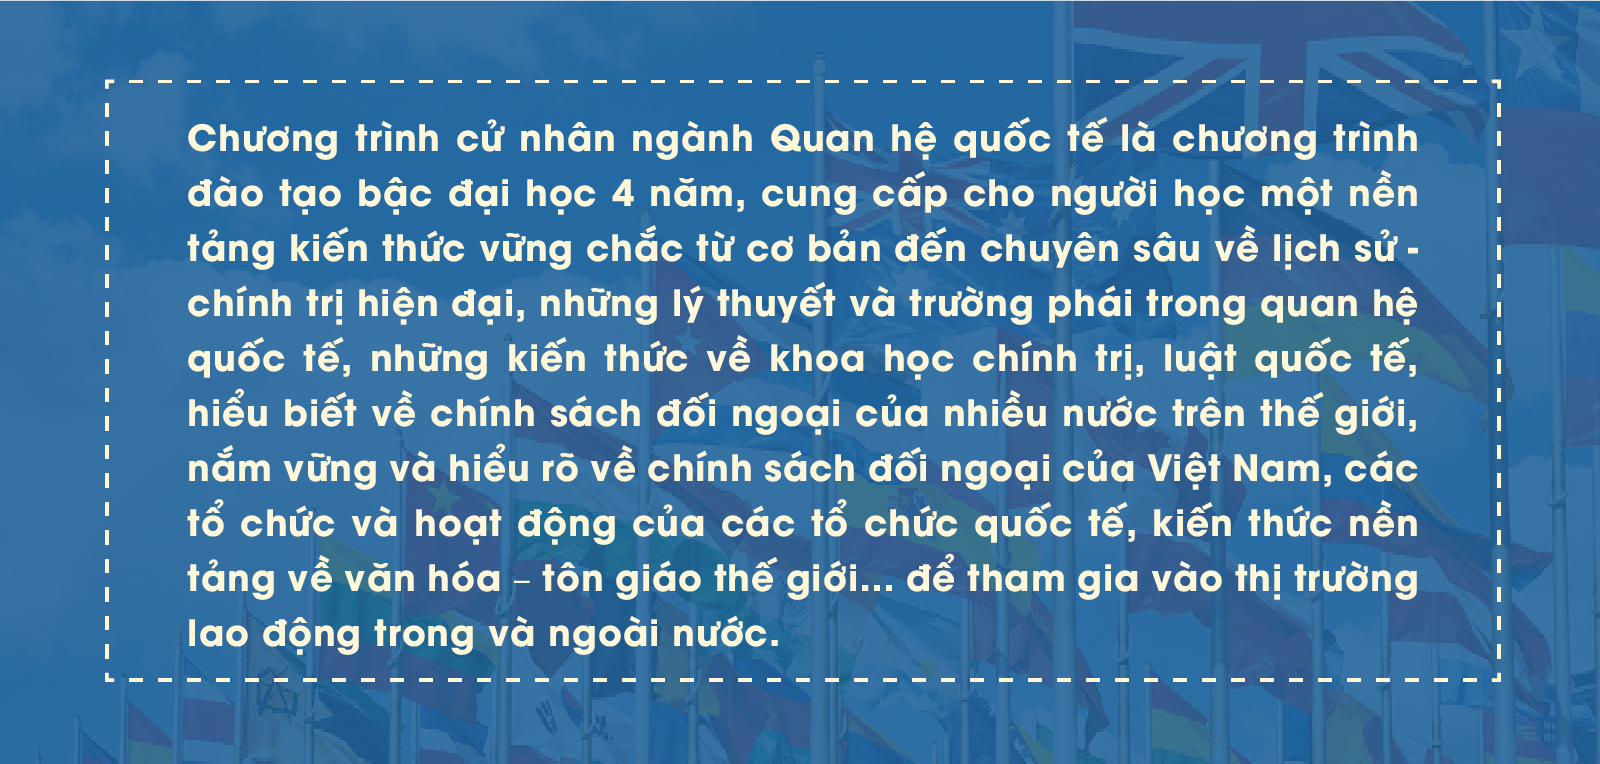 Chương trình cử nhân ngành Quan hệ quốc tế là chương trình
đào tạo bậc đại học 4 năm, cung cấp cho người học một nền
tảng kiến thức vững chắc từ cơ bản đến chuyên sâu về lịch sử -
chính trị hiện đại, những lý thuyết và trường phái trong quan hệ
quốc tế, những kiến thức về khoa học chính trị, luật quốc tế,
hiểu biết về chính sách đối ngoại của nhiều nước trên thế giới,
nắm vững và hiểu rõ về chính sách đối ngoại của Việt Nam, các
tổ chức và hoạt động của các tổ chức quốc tế, kiến thức nền
tảng về văn hóa – tôn giáo thế giới... để tham gia vào thị trường
lao động trong và ngoài nước.